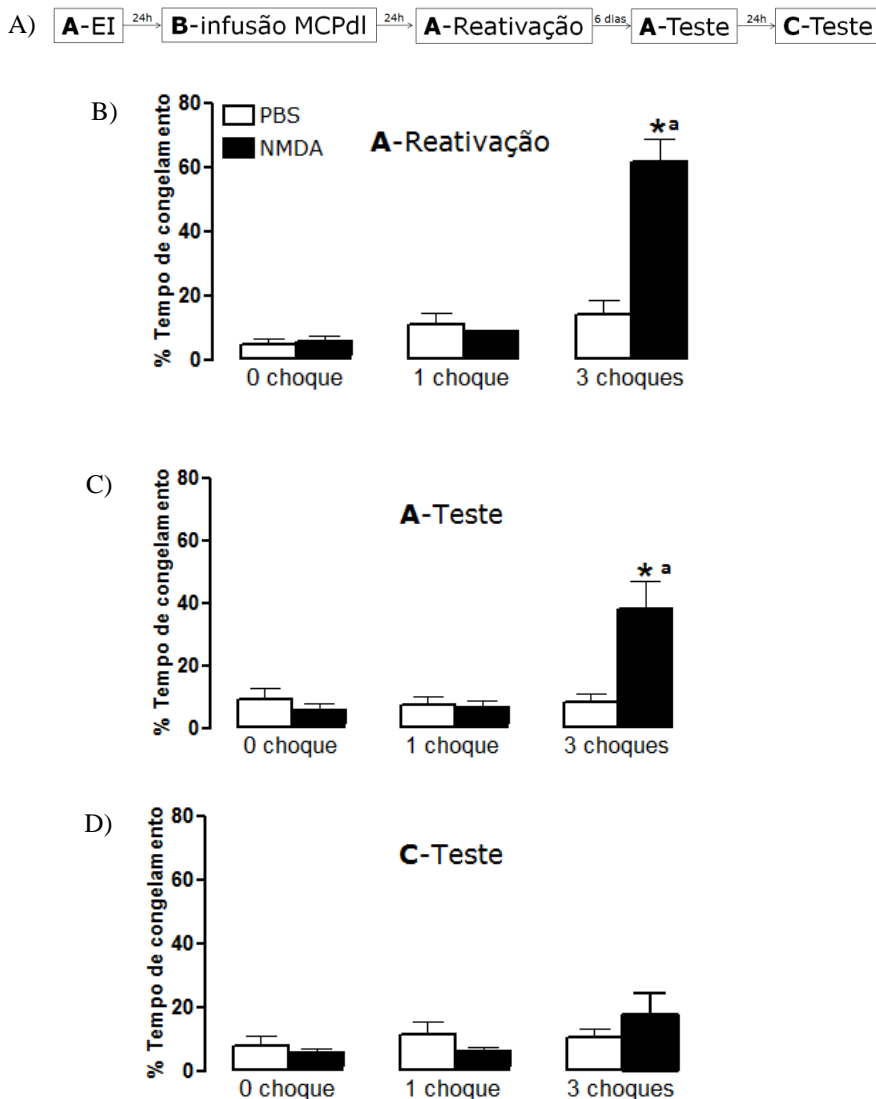 A) A-EI 24h B-infusão MCPdl 24h A-Reativação 6 dias A-Teste 24h C-Teste
B)
% Tempo de congelamento
80
60
40
20
0
PBS
NMDA
A-Reativação
*a
0 choque 1 choque 3 choques
C)
% Tempo de congelamento
80
60
40
20
0
A-Teste
* a
0 choque 1 choque 3 choques
D)
% Tempo de congelamento
80
60
40
20
0
C-Teste
0 choque 1 choque 3 choques